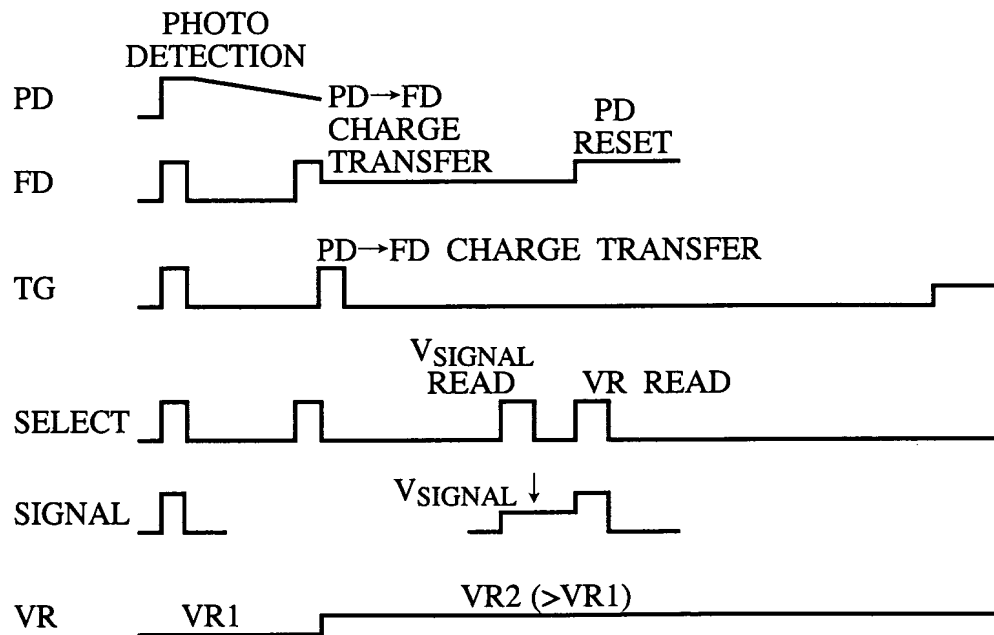 PHOTO
DETECTION
PD
PD→FD
CHARGE
TRANSFER
PD
RESET
FD
PD→FD CHARGE TRANSFER
TG
VSIGNAL
READ
VR READ
SELECT
VSIGNAL ↓
SIGNAL
VR
VR1
VR2 (>VR1)